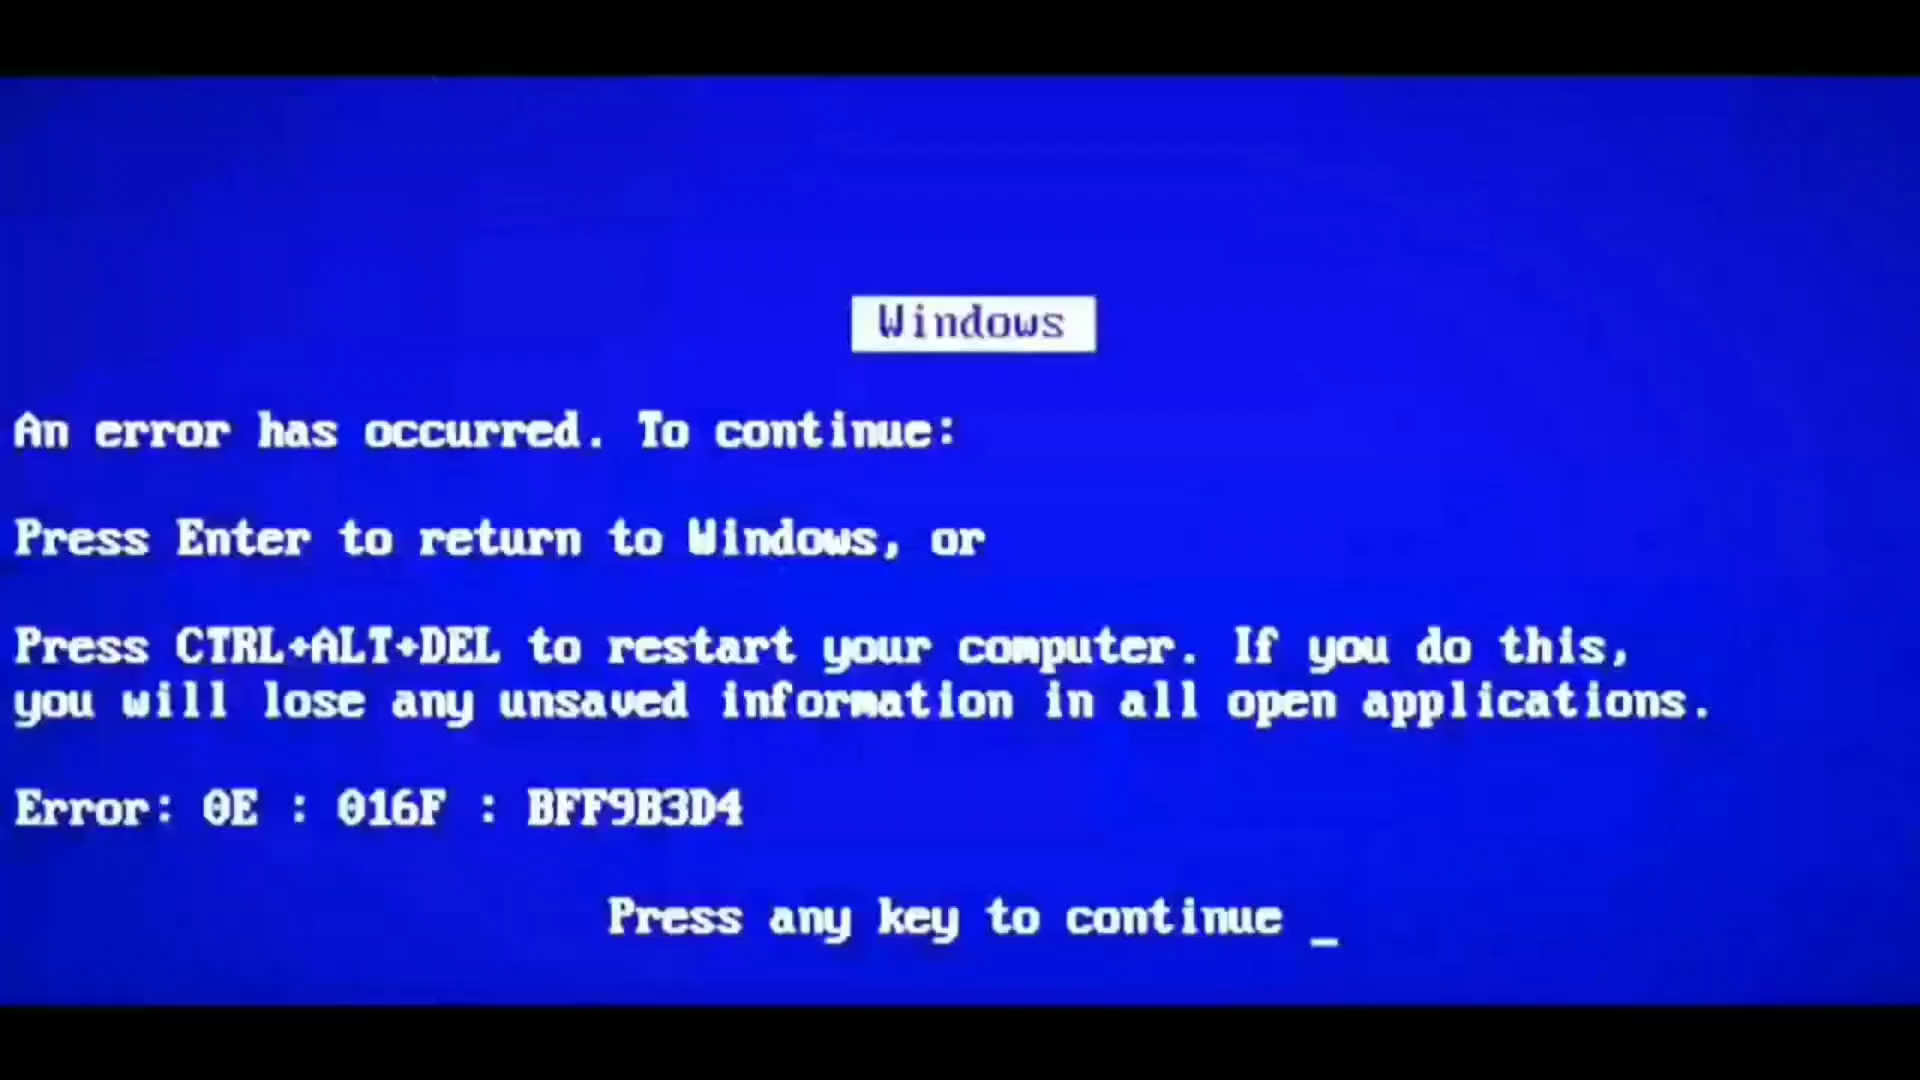 Windows
An error has occurred. To continue:
Press Enter to return to Windows, or
Press CTRL+ALT+DEL to restart your computer. If you do this,
you will lose any unsaved information in all open applications.
Error: 0E : 016F : BFF9B3D4
Press any key to continue _